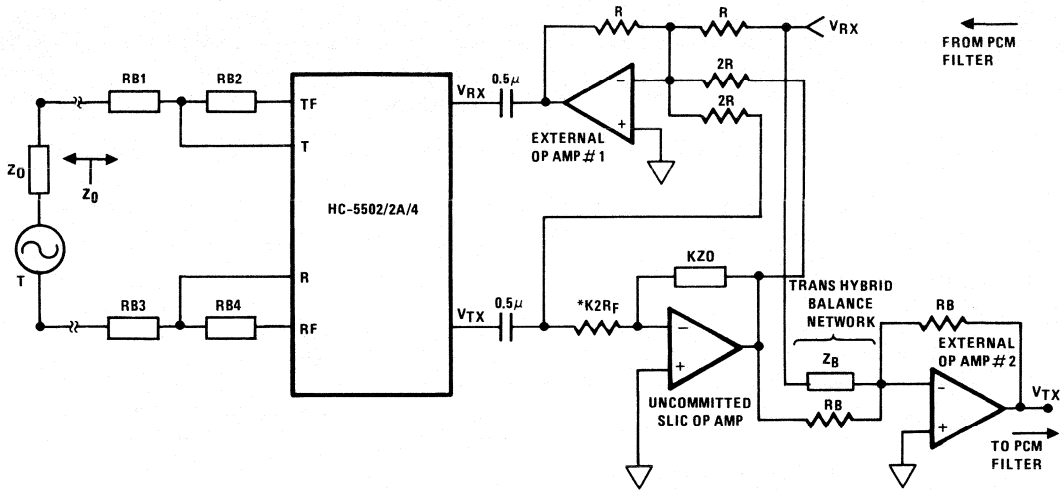 R
R
VRX
FROM PCM
FILTER
RB1
RB2
TF
VRX
0.5μ
−
+
2R
2R
EXTERNAL
OP AMP #1
T
ZO
ZO
HC-5502/2A/4
T
R
KZO
TRANS HYBRID
BALANCE
NETWORK
RB
RB3
RB4
RF
VTX
0.5μ
*K2RF
−
+
ZB
EXTERNAL
OP AMP #2
UNCOMMITTED
SLIC OP AMP
RB
−
+
VTX
TO PCM
FILTER